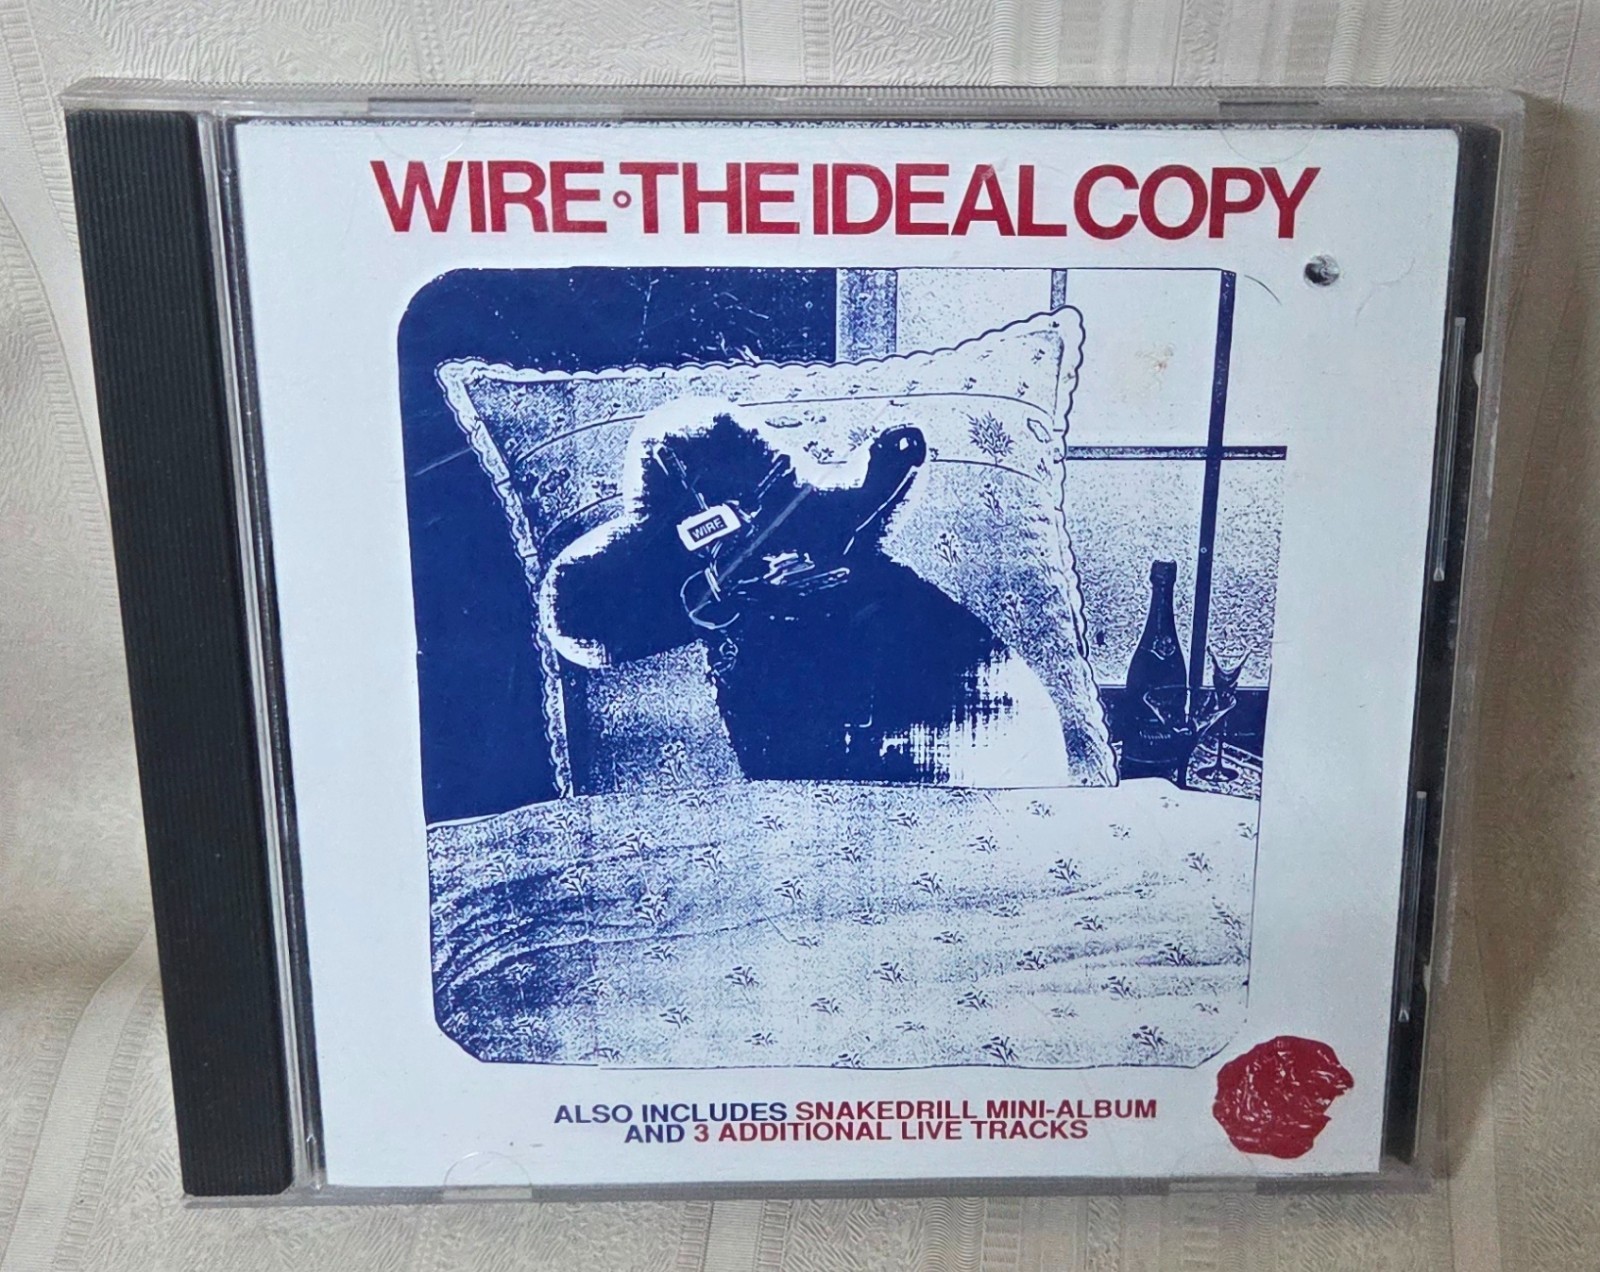 WIRE°THE IDEAL COPY
WIRE
ALSO INCLUDES SNAKEDRILL MINI-ALBUM
AND 3 ADDITIONAL LIVE TRACKS